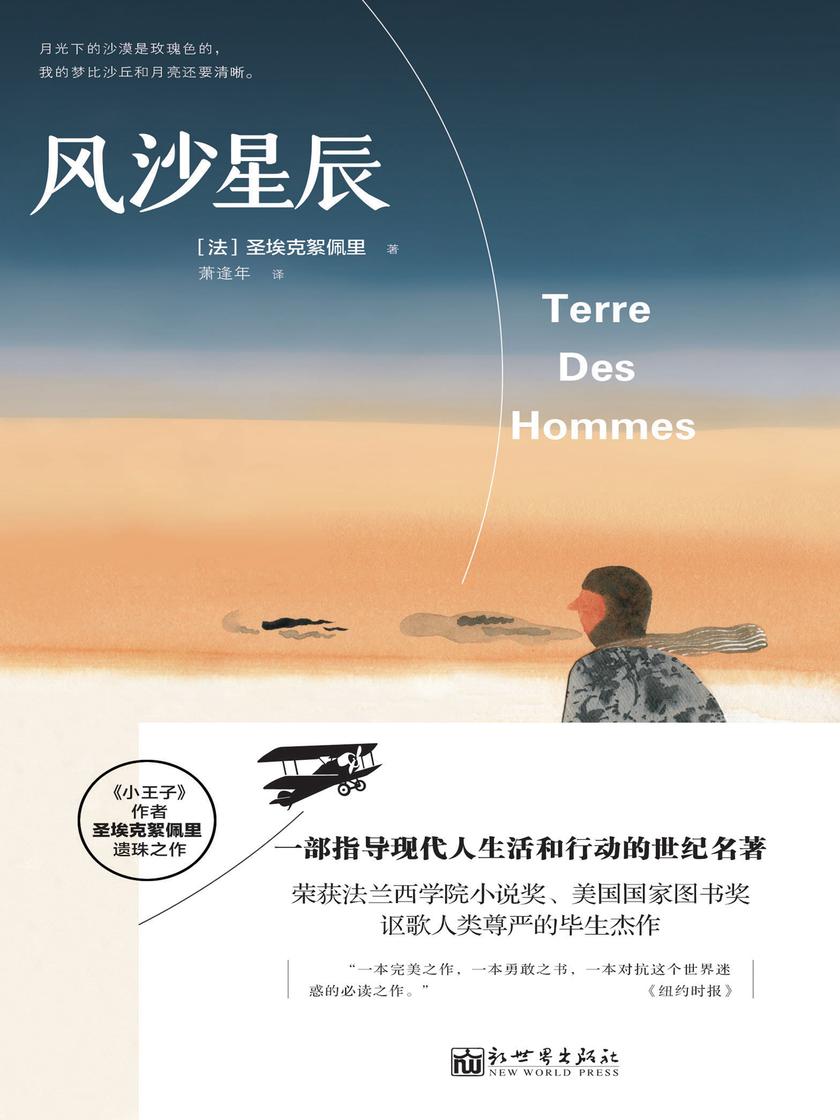 月光下的沙漠是玫瑰色的，
我的梦比沙丘和月亮还要清晰。
风沙星辰
［法］圣埃克絮佩里 著
萧逢年 译
Terre
Des
Hommes
《小王子》
作者
圣埃克絮佩里
遗珠之作
一部指导现代人生活和行动的世纪名著
荣获法兰西学院小说奖、美国国家图书奖
讴歌人类尊严的毕生杰作
“一本完美之作，一本勇敢之书，一本对抗这个世界迷
惑的必读之作。” 《纽约时报》
新世界出版社
NEW WORLD PRESS